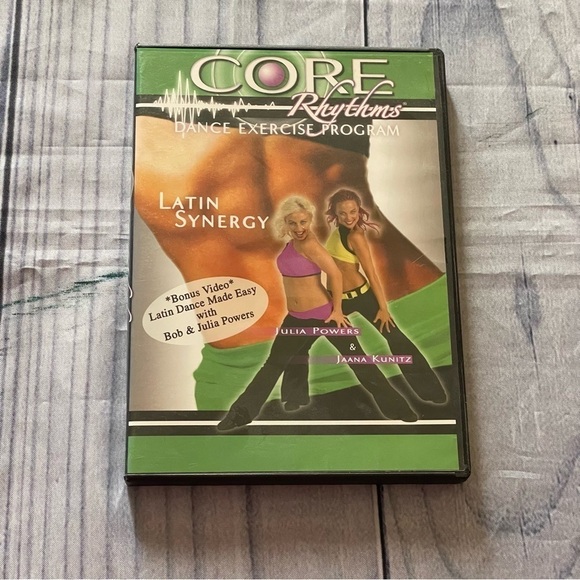 CORE
Rhythms™
DANCE EXERCISE PROGRAM
LATIN
SYNERGY
*Bonus Video*
Latin Dance Made Easy
with
Bob & Julia Powers
JULIA POWERS
&
JAANA KUNITZ